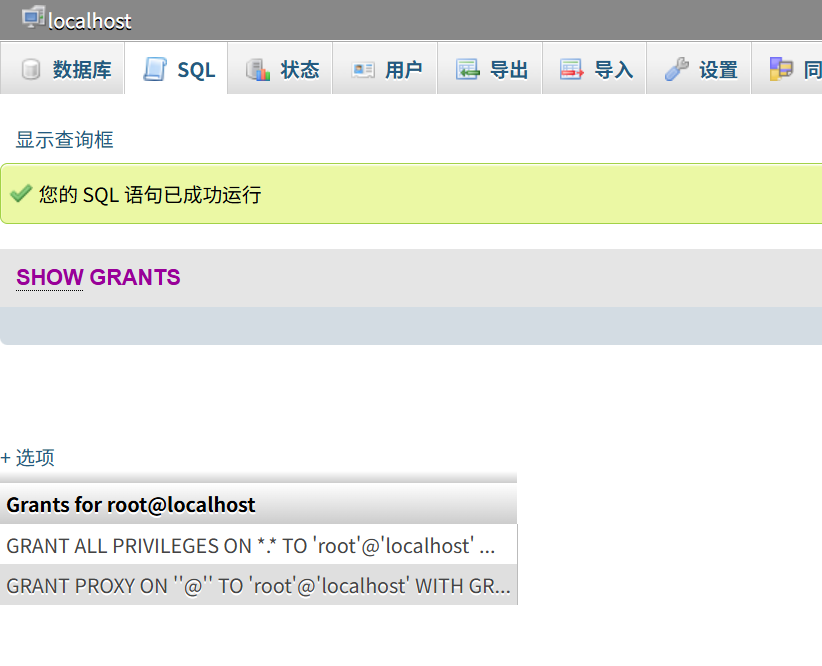 localhost
数据库 SQL 状态 用户 导出 导入 设置 同
显示查询框
您的 SQL 语句已成功运行
SHOW GRANTS
+ 选项
Grants for root@localhost
GRANT ALL PRIVILEGES ON *.* TO 'root'@'localhost' ...
GRANT PROXY ON ''@'' TO 'root'@'localhost' WITH GR...